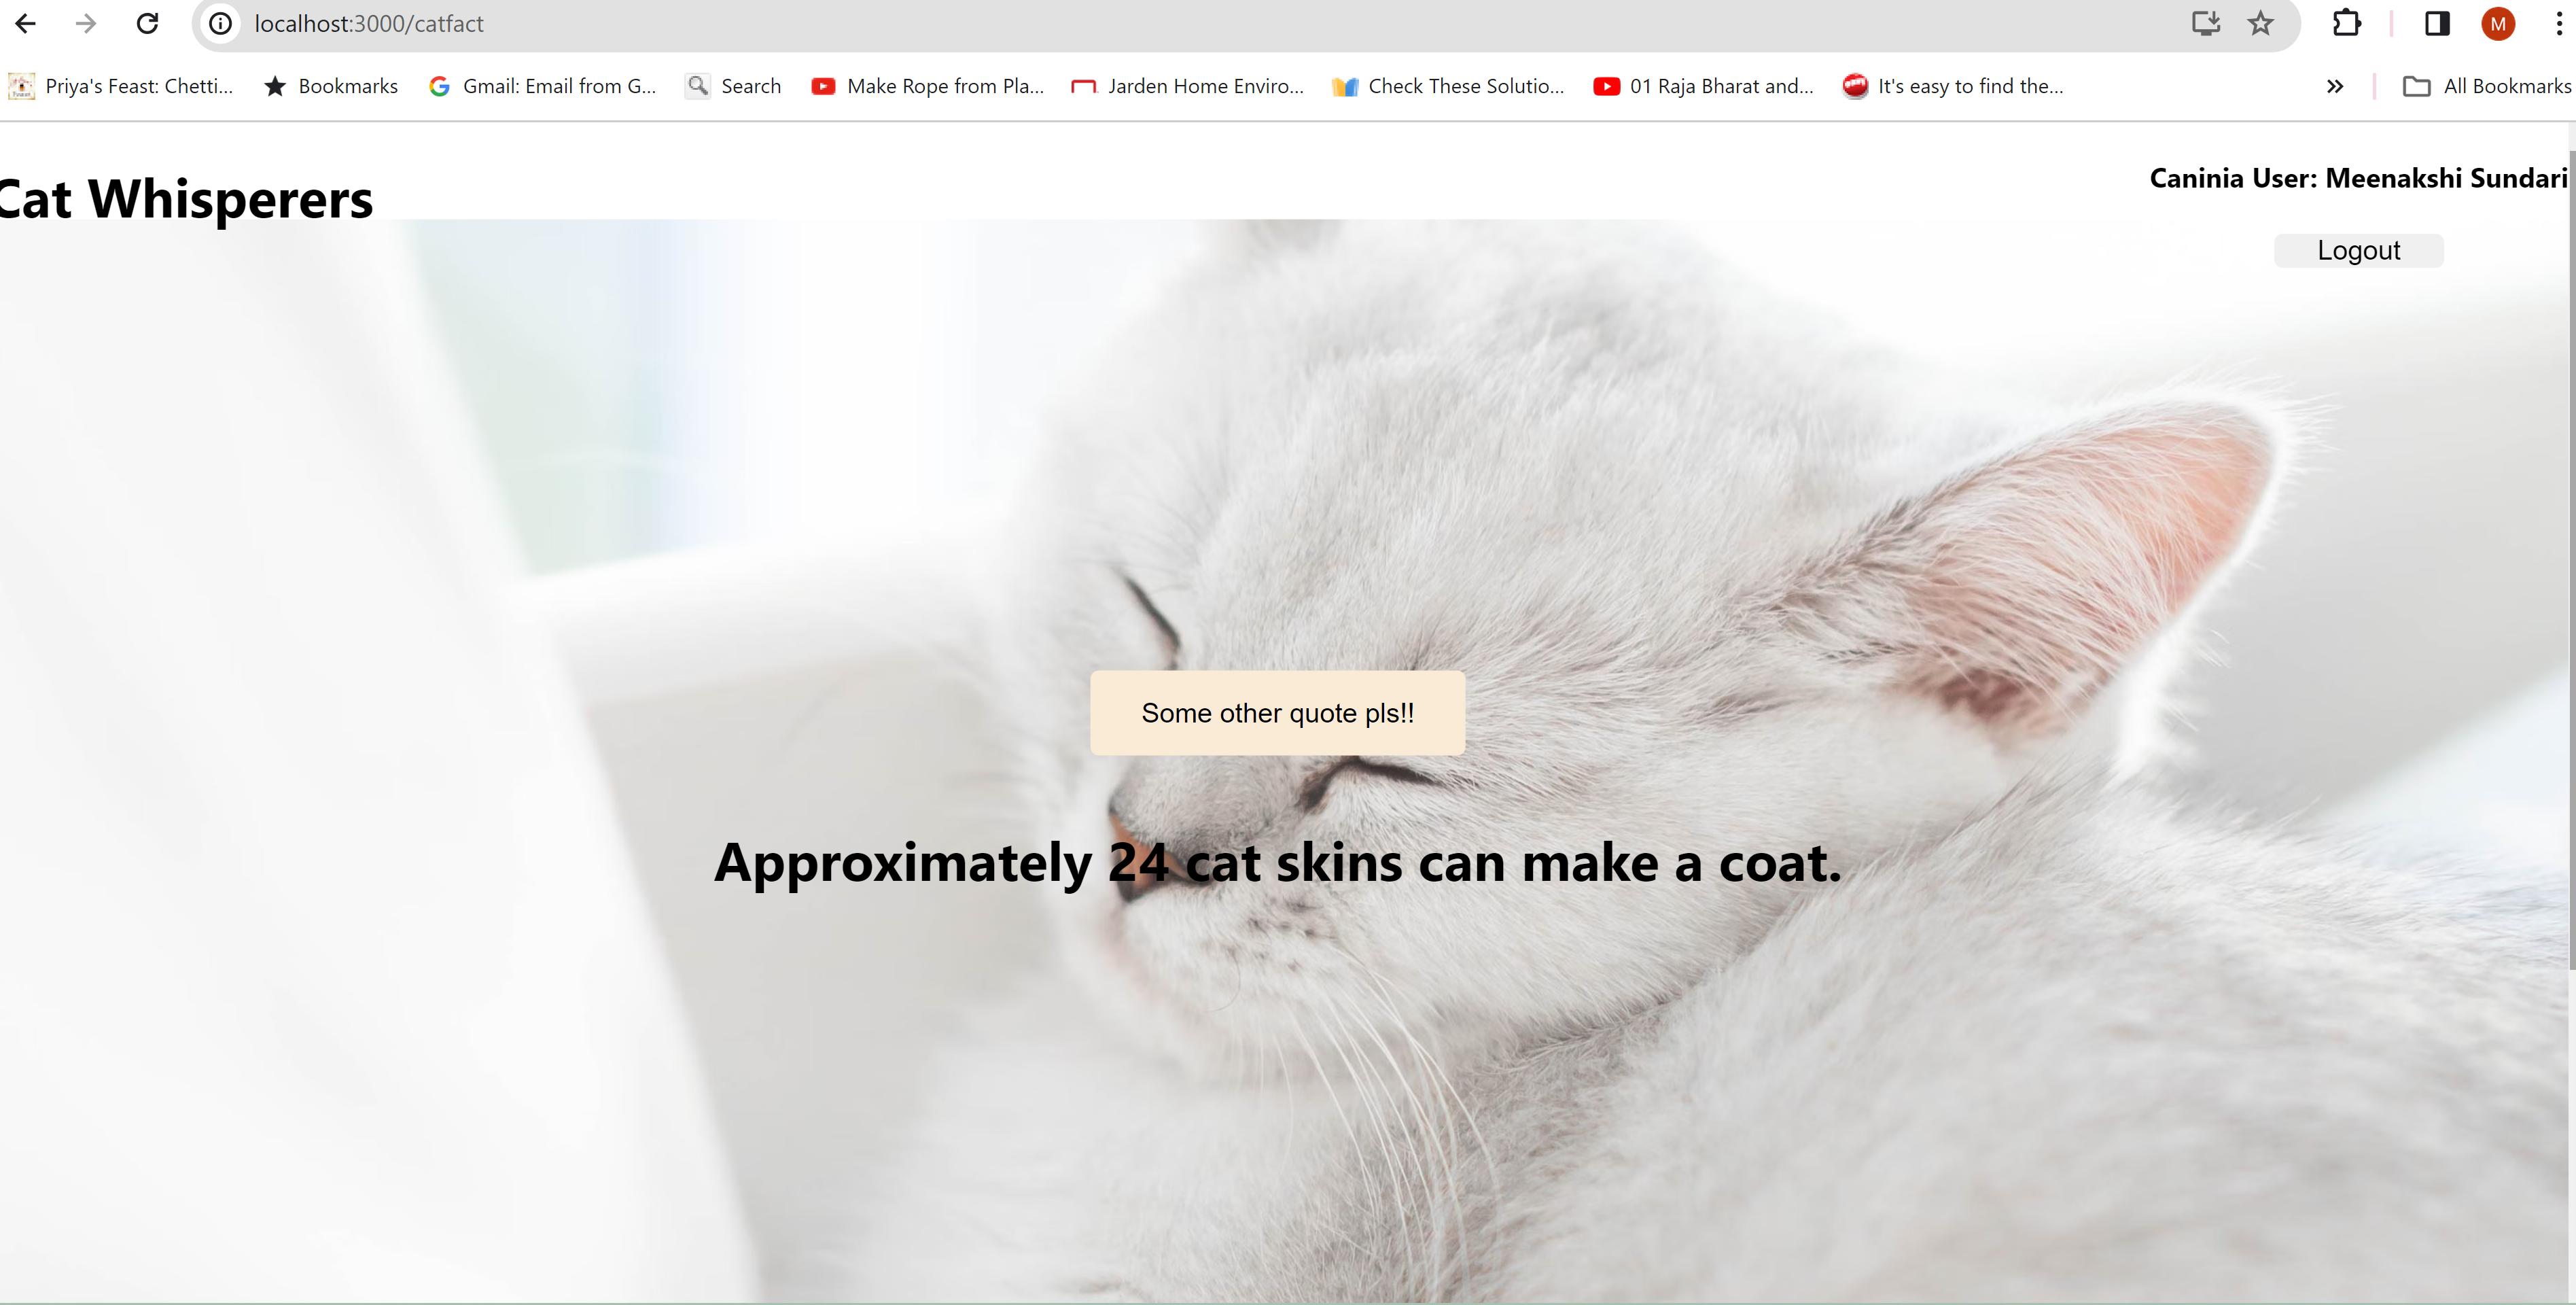 localhost:3000/catfact
Priya's Feast: Chetti... Bookmarks Gmail: Email from G... Search Make Rope from Pla... Jarden Home Enviro... Check These Solutio... 01 Raja Bharat and... It's easy to find the... » All Bookmarks
M
Cat Whisperers
Caninia User: Meenakshi Sundari
Logout
Some other quote pls!!
Approximately 24 cat skins can make a coat.